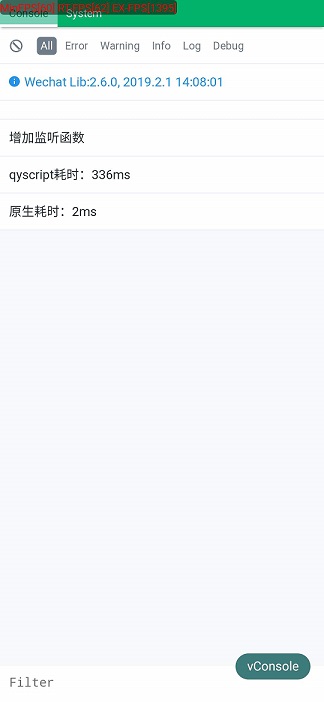 Console System
All Error Warning Info Log Debug
Wechat Lib:2.6.0, 2019.2.1 14:08:01
增加监听函数
qyscript耗时：336ms
原生耗时：2ms
vConsole
Filter